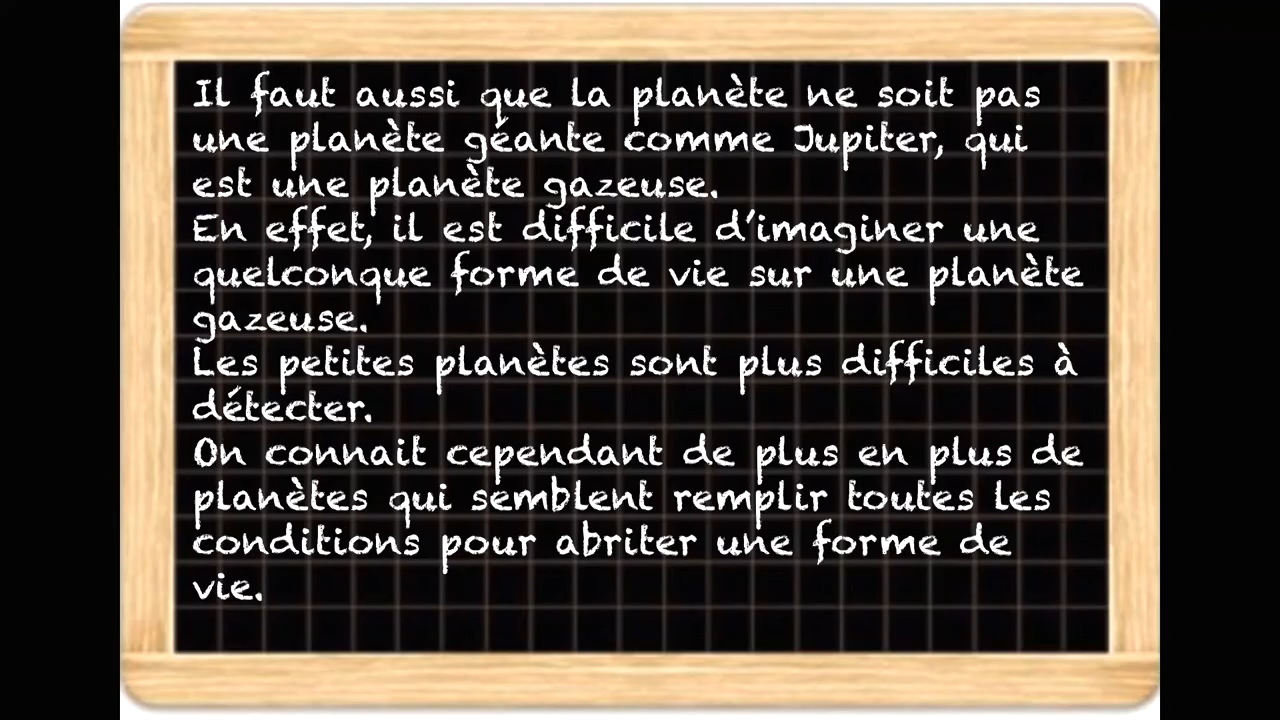 Il faut aussi que la planète ne soit pas
une planète géante comme Jupiter, qui
est une planète gazeuse.
En effet, il est difficile d'imaginer une
quelconque forme de vie sur une planète
gazeuse.
Les petites planètes sont plus difficiles à
détecter.
On connait cependant de plus en plus de
planètes qui semblent remplir toutes les
conditions pour abriter une forme de
vie.